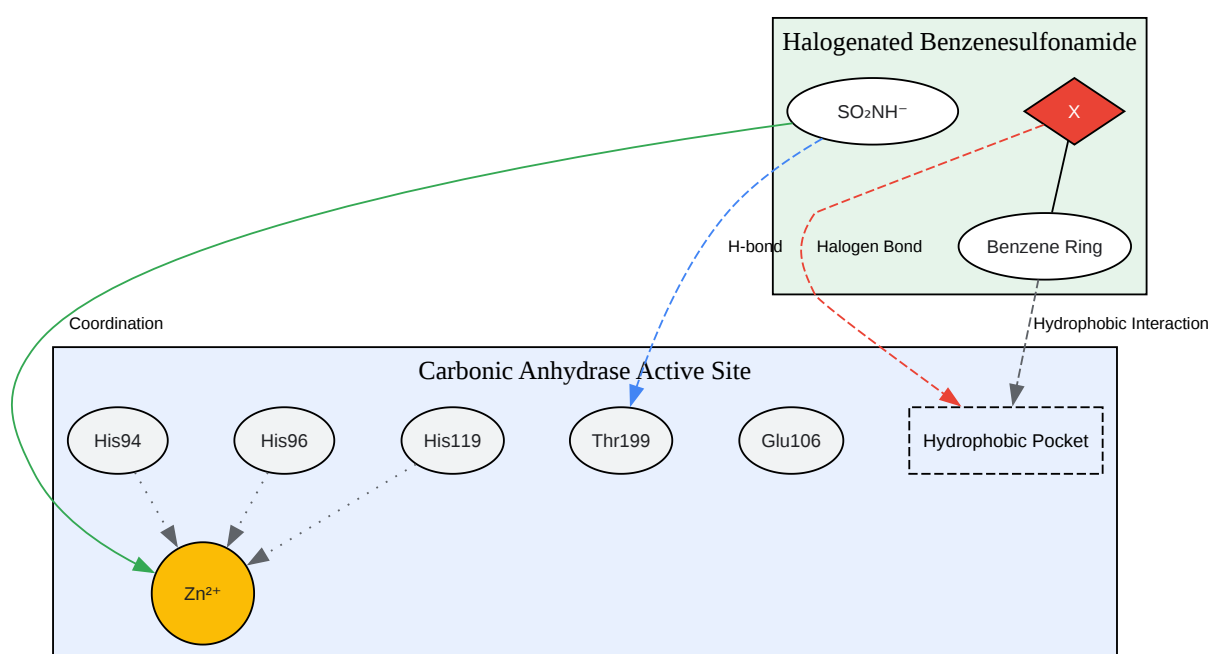 Halogenated Benzenesulfonamide
SO₂NH⁻
X
H-bond
Halogen Bond
Benzene Ring
Coordination
Hydrophobic Interaction
Carbonic Anhydrase Active Site
His94
His96
His119
Thr199
Glu106
Hydrophobic Pocket
Zn²⁺